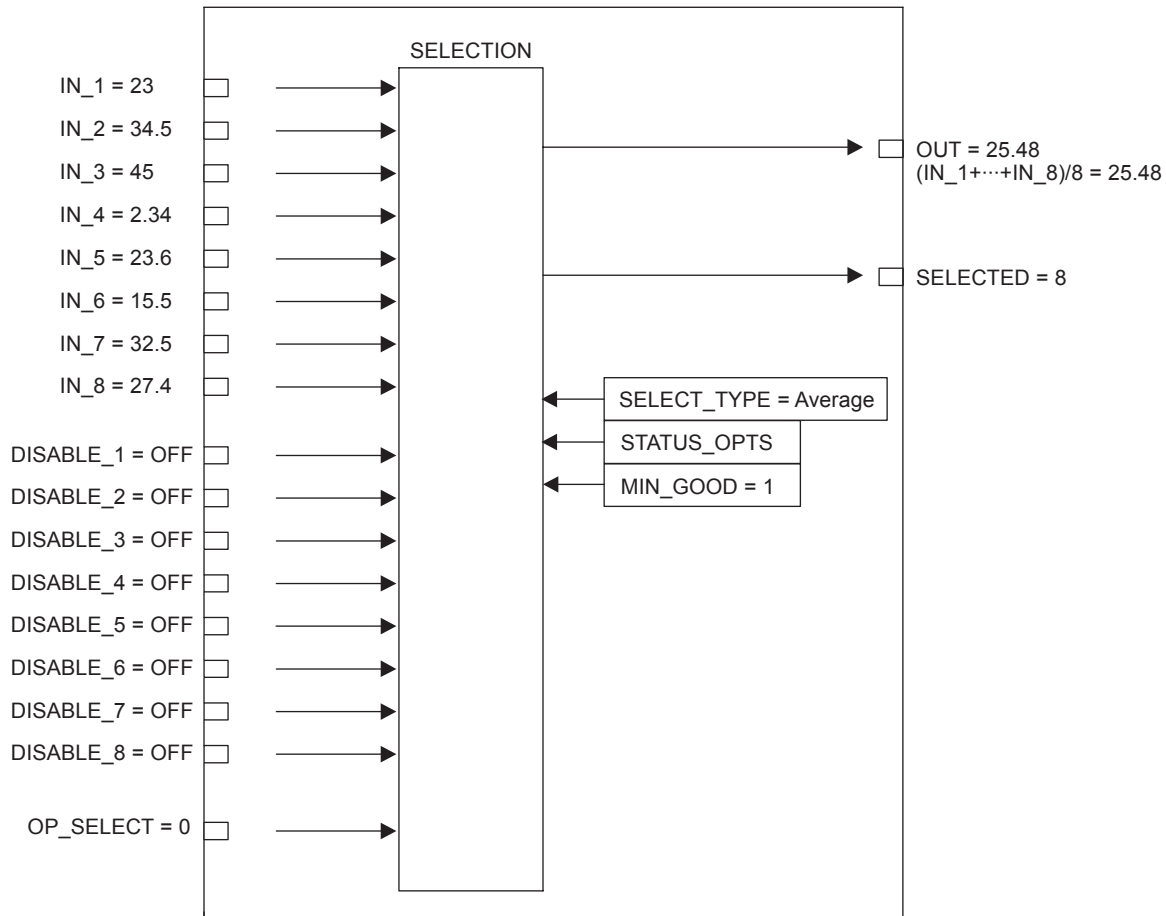 SELECTION
IN_1 = 23
IN_2 = 34.5
IN_3 = 45
IN_4 = 2.34
IN_5 = 23.6
IN_6 = 15.5
IN_7 = 32.5
IN_8 = 27.4
DISABLE_1 = OFF
DISABLE_2 = OFF
DISABLE_3 = OFF
DISABLE_4 = OFF
DISABLE_5 = OFF
DISABLE_6 = OFF
DISABLE_7 = OFF
DISABLE_8 = OFF
OP_SELECT = 0
OUT = 25.48
(IN_1+···+IN_8)/8 = 25.48
SELECTED = 8
SELECT_TYPE = Average
STATUS_OPTS
MIN_GOOD = 1